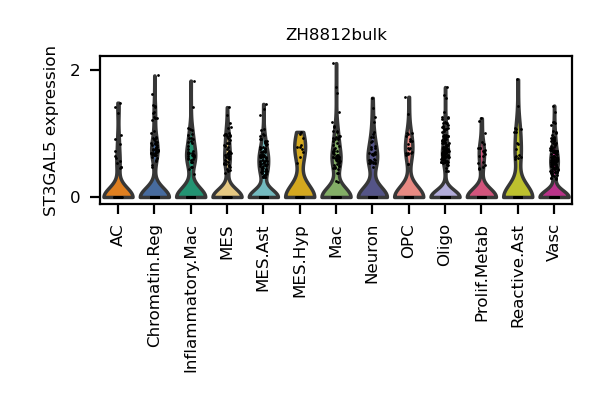 ZH8812bulk
ST3GAL5 expression
2
0
AC
Chromatin.Reg
Inflammatory.Mac
MES
MES.Ast
MES.Hyp
Mac
Neuron
OPC
Oligo
Prolif.Metab
Reactive.Ast
Vasc